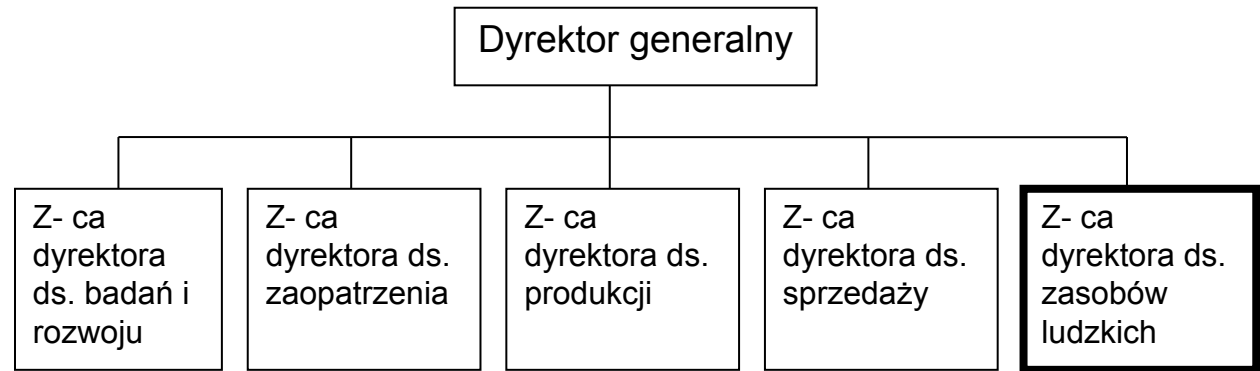 Dyrektor generalny
Z- ca
dyrektora
ds. badań i
rozwoju
Z- ca
dyrektora ds.
zaopatrzenia
Z- ca
dyrektora ds.
produkcji
Z- ca
dyrektora ds.
sprzedaży
Z- ca
dyrektora ds.
zasobów
ludzkich